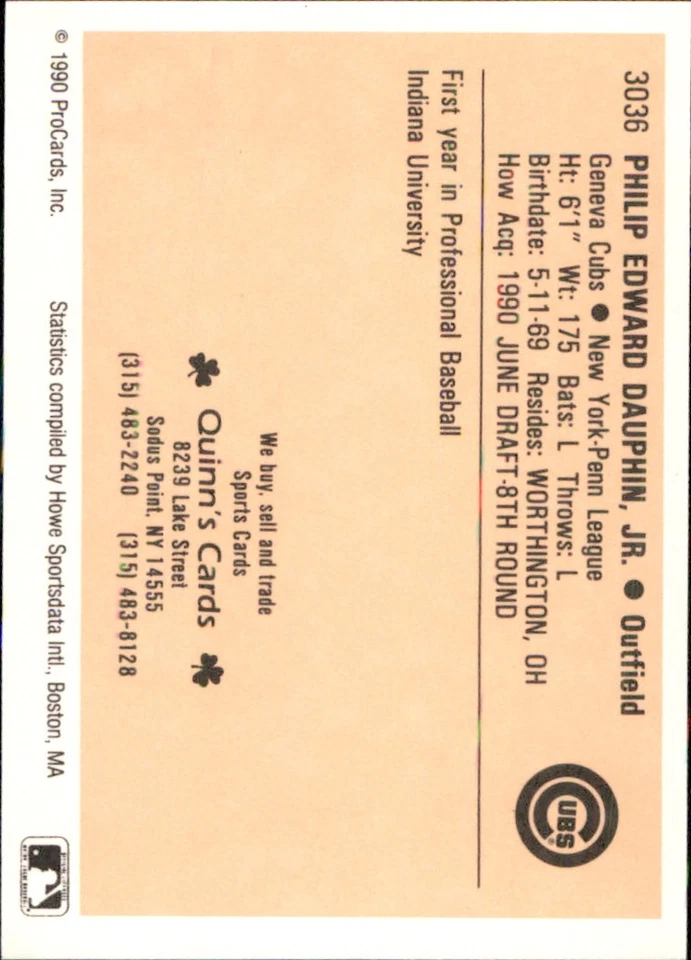 3036 PHILIP EDWARD DAUPHIN, JR. ● Outfield
Geneva Cubs ● New York-Penn League
Ht: 6'1" Wt: 175 Bats: L Throws: L
Birthdate: 5-11-69 Resides: WORTHINGTON, OH
How Acq: 1990 JUNE DRAFT-8TH ROUND
CUBS
First year in Professional Baseball
Indiana University
We buy, sell and trade
Sports Cards
Quinn's Cards
8239 Lake Street
Sodus Point, NY 14555
(315) 483-2240 (315) 483-8128
© 1990 ProCards, Inc. Statistics compiled by Howe Sportsdata Intl., Boston, MA